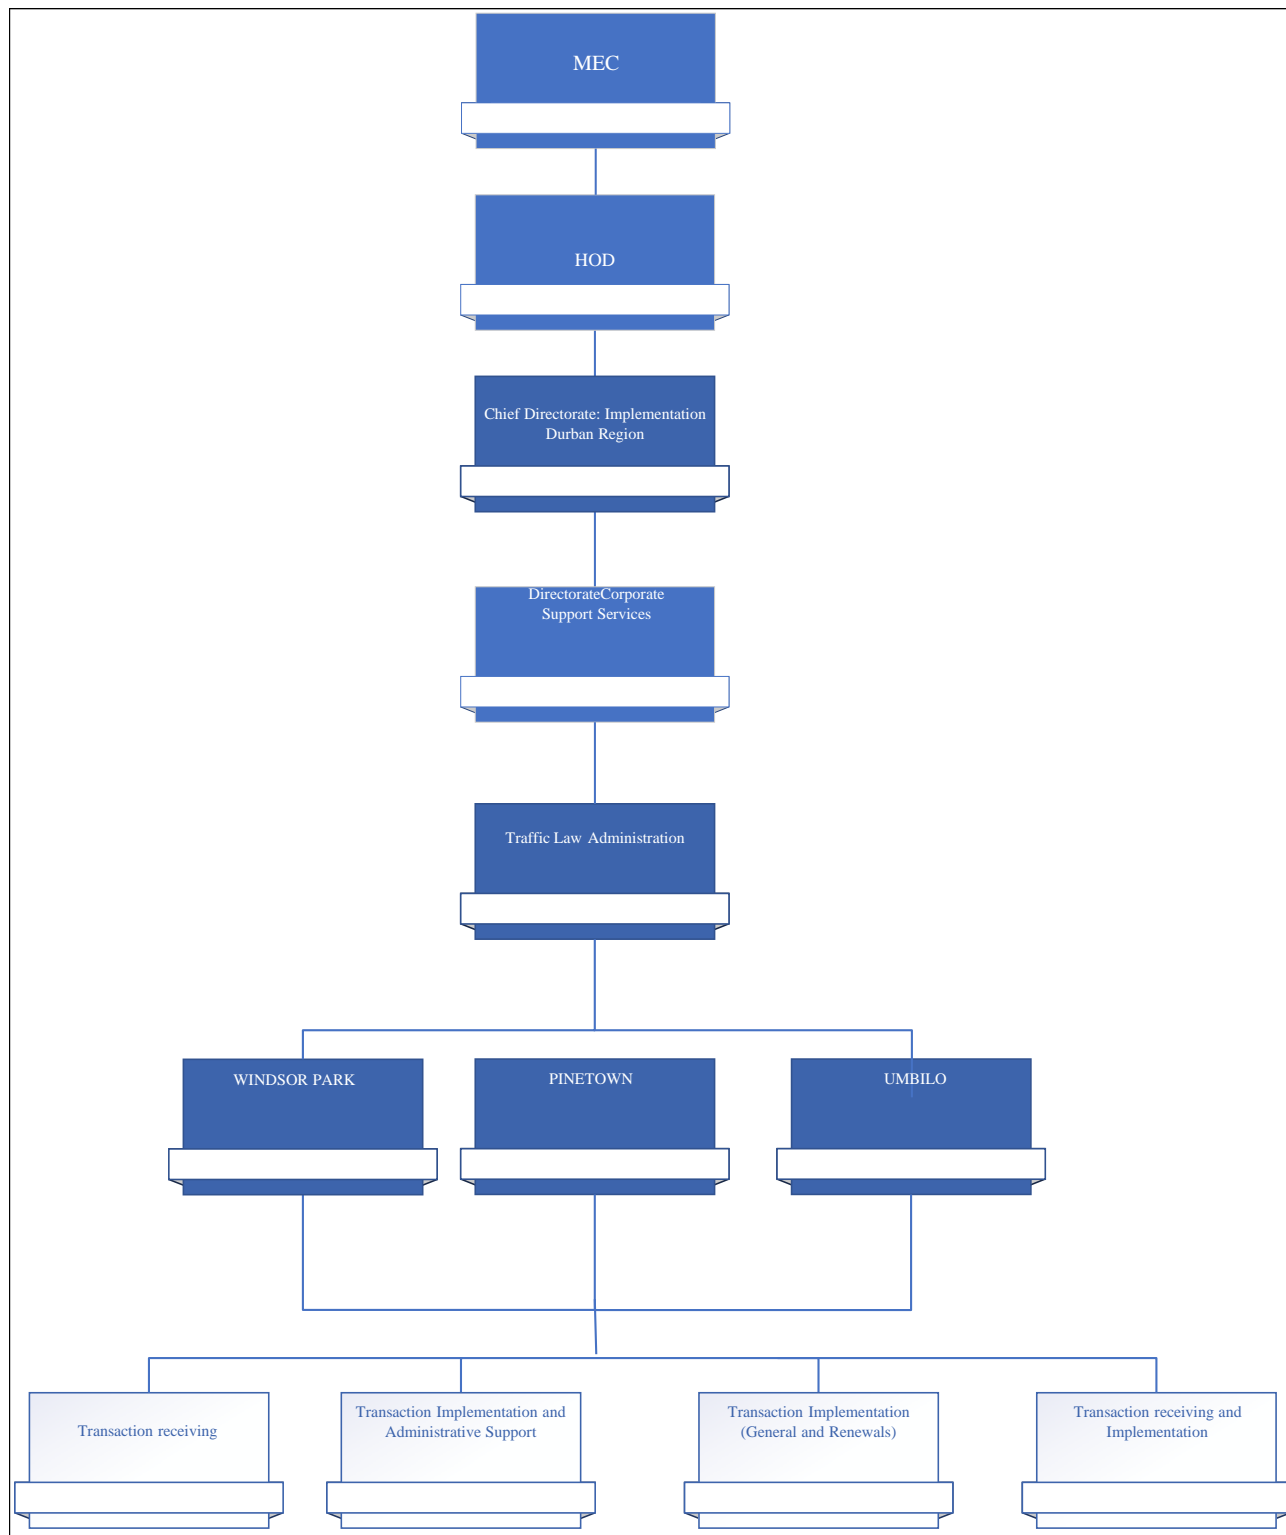 MEC
HOD
Chief Directorate: Implementation
Durban Region
DirectorateCorporate
Support Services
Traffic Law Administration
WINDSOR PARK
PINETOWN
UMBILO
Transaction receiving
Transaction Implementation and
Administrative Support
Transaction Implementation
(General and Renewals)
Transaction receiving and
Implementation